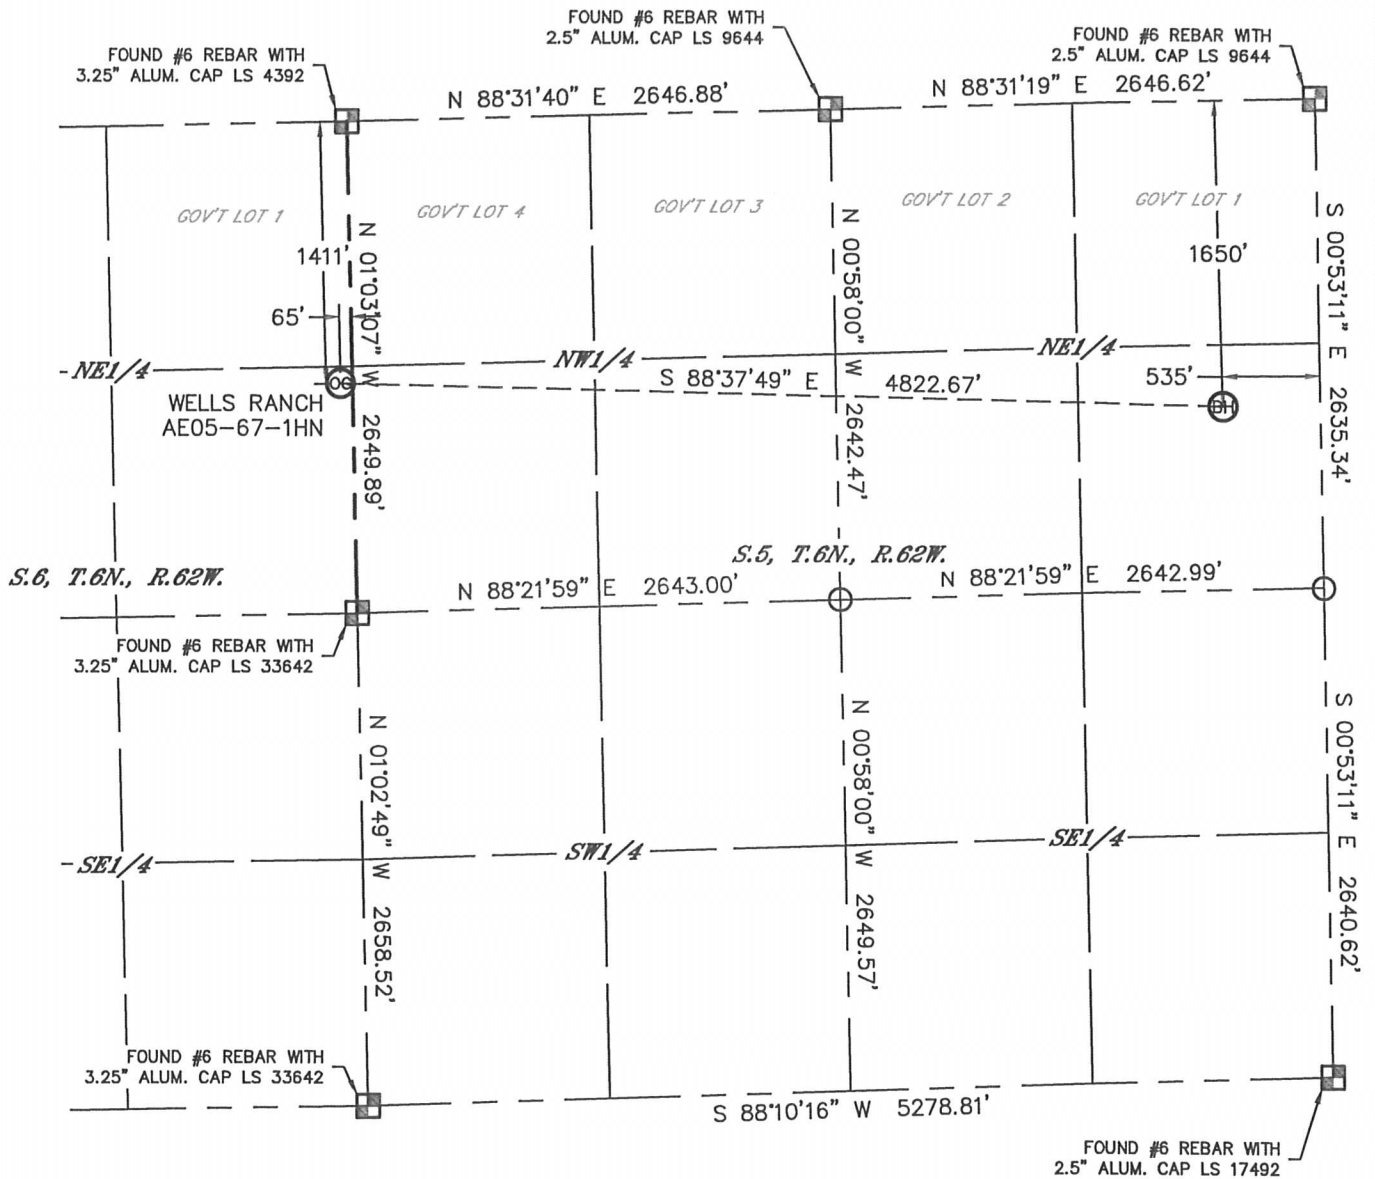 FOUND #6 REBAR WITH
2.5" ALUM. CAP LS 9644
FOUND #6 REBAR WITH
2.5" ALUM. CAP LS 9644
FOUND #6 REBAR WITH
3.25" ALUM. CAP LS 4392
N 88°31'40" E 2646.88'
N 88°31'19" E 2646.62'
GOV'T LOT 1
GOV'T LOT 4
GOV'T LOT 3
GOV'T LOT 2
GOV'T LOT 1
1411'
N 01°03'07" W 2649.89'
N 00°58'00" W 2642.47'
1650'
S 00°53'11" E 2635.34'
65'
NE1/4
NW1/4
NE1/4
S 88°37'49" E 4822.67'
535'
OG
BH
WELLS RANCH
AE05-67-1HN
S.6, T.6N., R.62W.
S.5, T.6N., R.62W.
N 88°21'59" E 2643.00'
N 88°21'59" E 2642.99'
FOUND #6 REBAR WITH
3.25" ALUM. CAP LS 33642
N 01°02'49" W 2658.52'
N 00°58'00" W 2649.57'
S 00°53'11" E 2640.62'
SE1/4
SW1/4
SE1/4
FOUND #6 REBAR WITH
3.25" ALUM. CAP LS 33642
S 88°10'16" W 5278.81'
FOUND #6 REBAR WITH
2.5" ALUM. CAP LS 17492